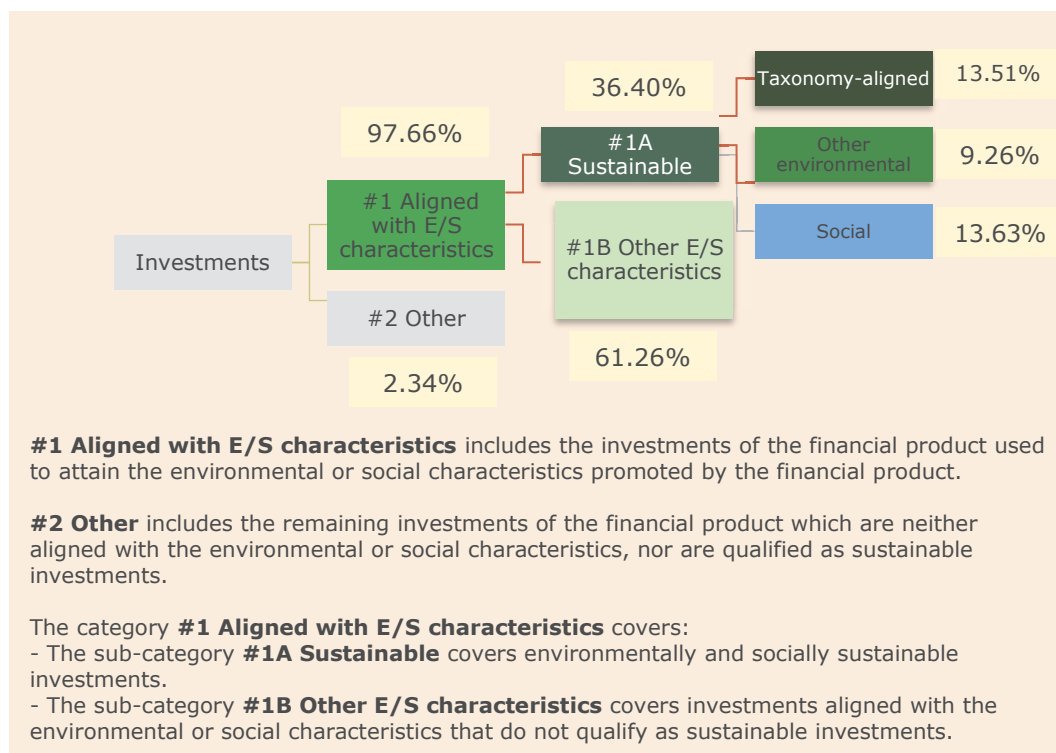 Taxonomy-aligned
13.51%
36.40%
97.66%
#1A
Sustainable
Other
environmental
9.26%
#1 Aligned
with E/S
characteristics
Social
13.63%
#1B Other E/S
characteristics
Investments
#2 Other
61.26%
2.34%
#1 Aligned with E/S characteristics includes the investments of the financial product used
to attain the environmental or social characteristics promoted by the financial product.
#2 Other includes the remaining investments of the financial product which are neither
aligned with the environmental or social characteristics, nor are qualified as sustainable
investments.
The category #1 Aligned with E/S characteristics covers:
- The sub-category #1A Sustainable covers environmentally and socially sustainable
investments.
- The sub-category #1B Other E/S characteristics covers investments aligned with the
environmental or social characteristics that do not qualify as sustainable investments.